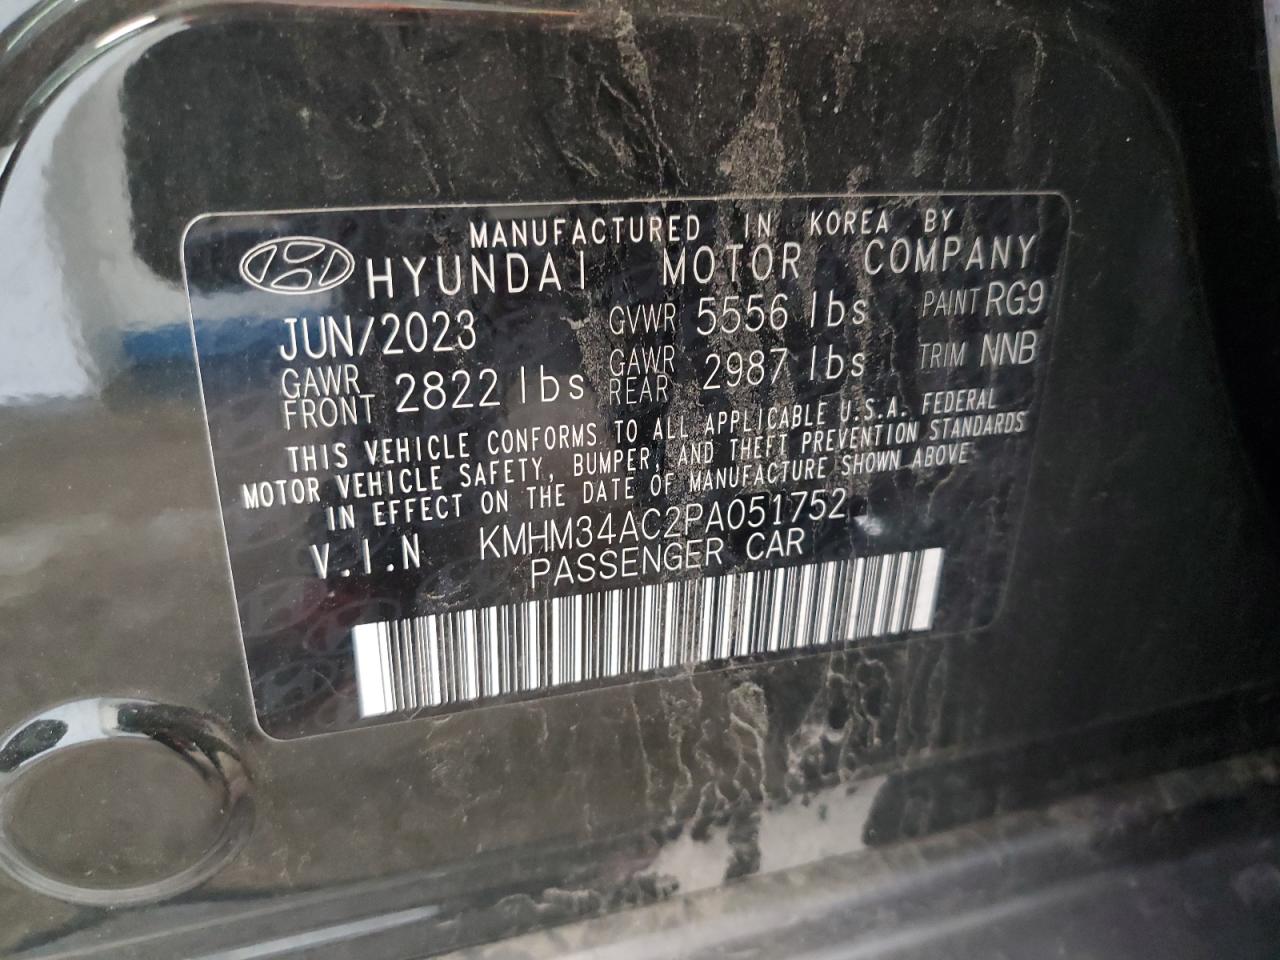 MANUFACTURED IN KOREA BY
HYUNDAI MOTOR COMPANY
JUN/2023 GVWR 5556 lbs PAINT RG9
GAWR FRONT 2822 lbs GAWR REAR 2987 lbs TRIM NNB
THIS VEHICLE CONFORMS TO ALL APPLICABLE U.S.A. FEDERAL
MOTOR VEHICLE SAFETY, BUMPER, AND THEFT PREVENTION STANDARDS
IN EFFECT ON THE DATE OF MANUFACTURE SHOWN ABOVE
V.I.N KMHM34AC2PA051752
PASSENGER CAR